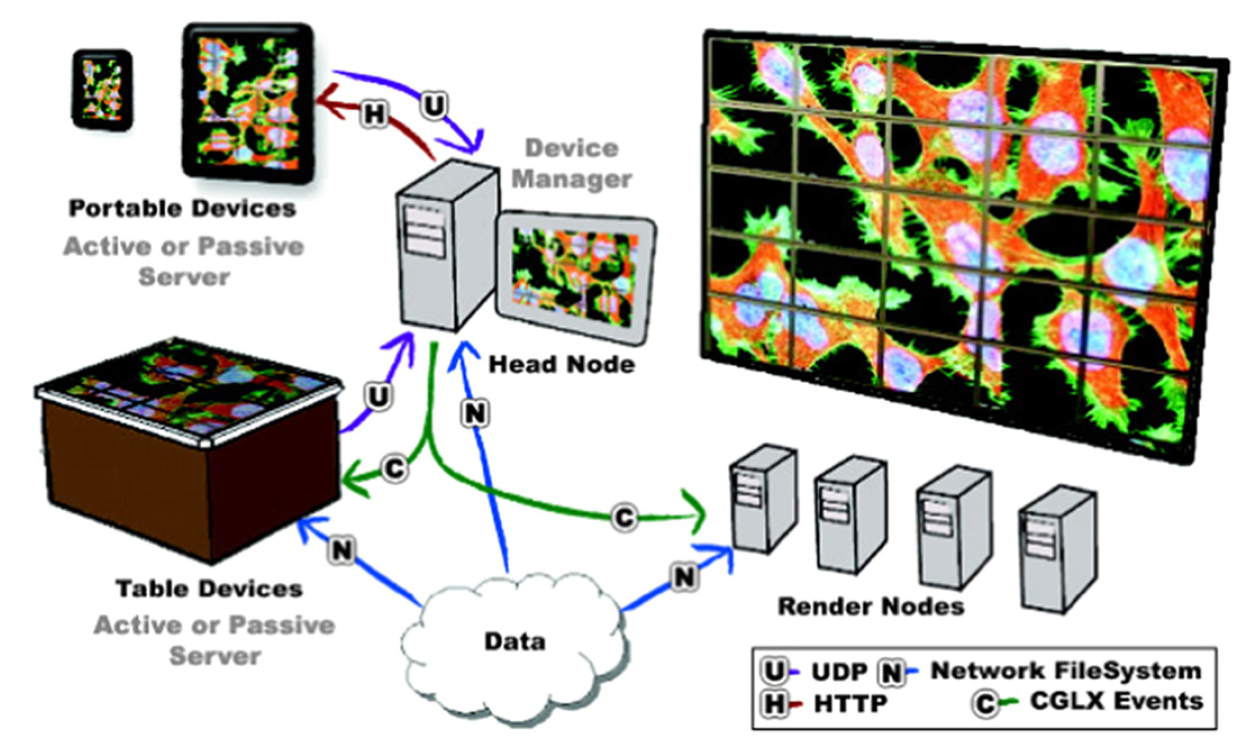 U
H
Device
Manager
Portable Devices
Active or Passive
Server
Head Node
U
N
C
C
N
N
Table Devices
Active or Passive
Server
Data
Render Nodes
U UDP N Network FileSystem
H HTTP C CGLX Events